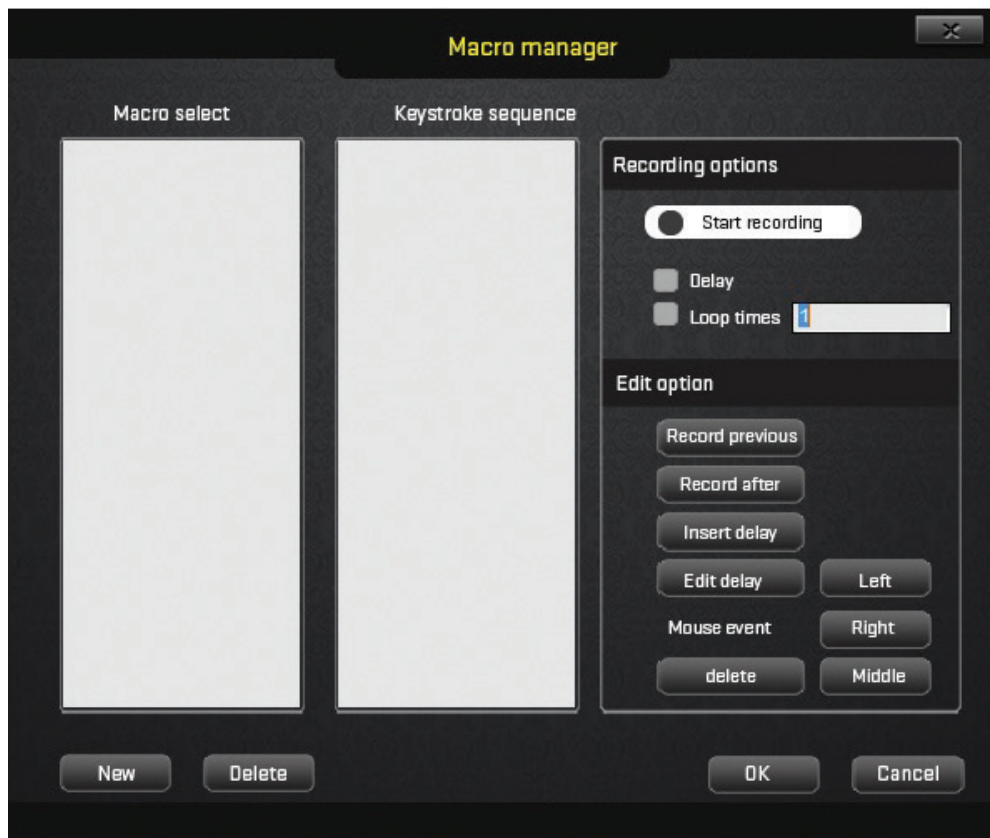 Macro manager
Macro select
Keystroke sequence
Recording options
Start recording
Delay
Loop times 1
Edit option
Record previous
Record after
Insert delay
Edit delay Left
Mouse event Right
delete Middle
New Delete OK Cancel